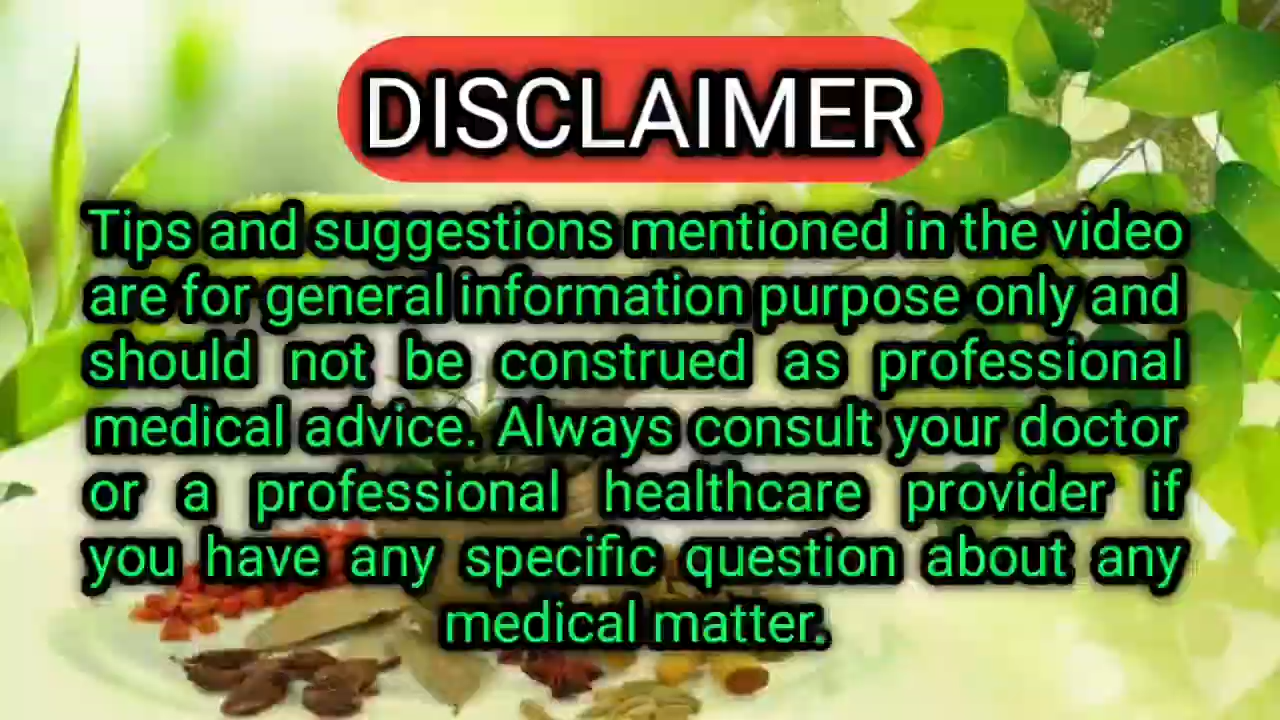 DISCLAIMER
Tips and suggestions mentioned in the video
are for general information purpose only and
should not be construed as professional
medical advice. Always consult your doctor
or a professional healthcare provider if
you have any specific question about any
medical matter.